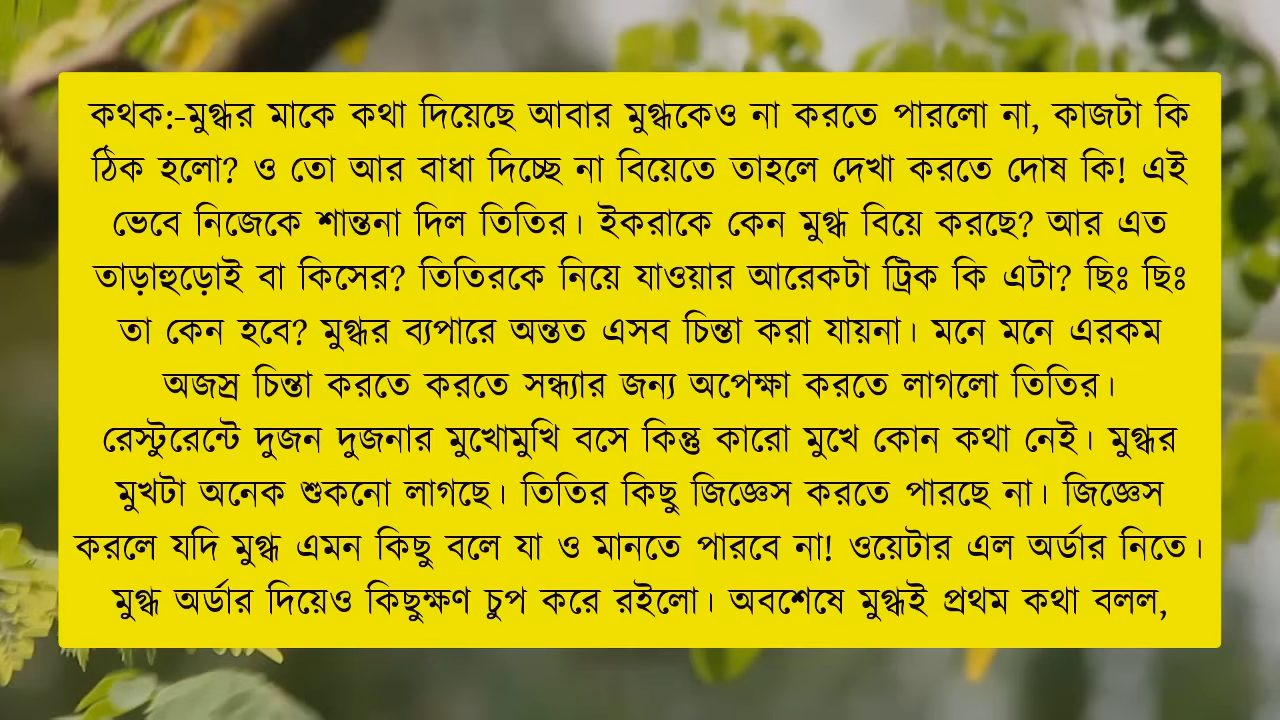 কথক:-মুগ্ধর মাকে কথা দিয়েছে আবার মুগ্ধকেও না করতে পারলো না, কাজটা কি
ঠিক হলো? ও তো আর বাধা দিচ্ছে না বিয়েতে তাহলে দেখা করতে দোষ কি! এই
ভেবে নিজেকে শান্তনা দিল তিতির। ইকরাকে কেন মুগ্ধ বিয়ে করছে? আর এত
তাড়াহুড়োই বা কিসের? তিতিরকে নিয়ে যাওয়ার আরেকটা ট্রিক কি এটা? ছিঃ ছিঃ
তা কেন হবে? মুগ্ধর ব্যপারে অন্তত এসব চিন্তা করা যায়না। মনে মনে এরকম
অজস্র চিন্তা করতে করতে সন্ধ্যার জন্য অপেক্ষা করতে লাগলো তিতির।
রেস্টুরেন্টে দুজন দুজনার মুখোমুখি বসে কিন্তু কারো মুখে কোন কথা নেই। মুগ্ধর
মুখটা অনেক শুকনো লাগছে। তিতির কিছু জিজ্ঞেস করতে পারছে না। জিজ্ঞেস
করলে যদি মুগ্ধ এমন কিছু বলে যা ও মানতে পারবে না! ওয়েটার এল অর্ডার নিতে।
মুগ্ধ অর্ডার দিয়েও কিছুক্ষণ চুপ করে রইলো। অবশেষে মুগ্ধই প্রথম কথা বলল,